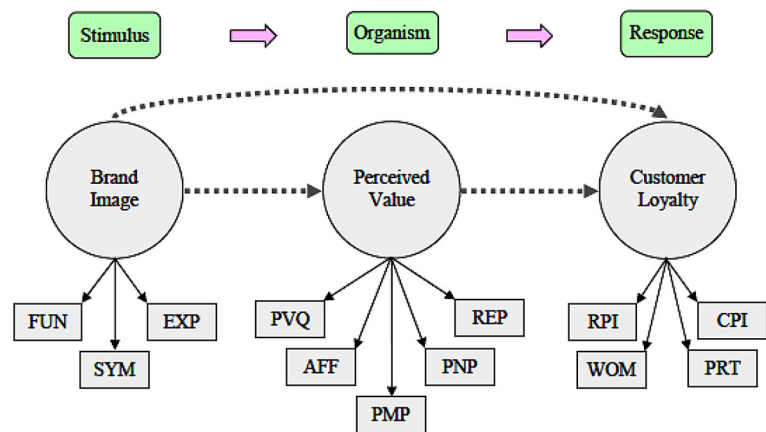 Stimulus
Organism
Response
Brand
Image
Perceived
Value
Customer
Loyalty
FUN
EXP
SYM
PVQ
REP
AFF
PNP
PMP
RPI
CPI
WOM
PRT